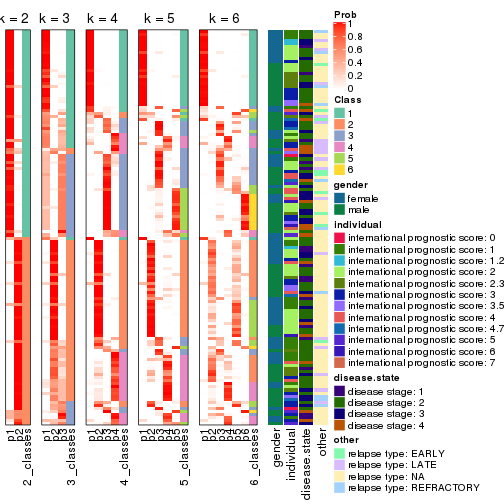 k = 2
k = 3
k = 4
k = 5
k = 6
p1
p2
2_classes
p1
p2
p3
3_classes
p1
p2
p3
p4
4_classes
p1
p2
p3
p4
p5
5_classes
p1
p2
p3
p4
p5
p6
6_classes
gender
individual
disease.state
other
Prob
1
0.8
0.6
0.4
0.2
0
Class
1
2
3
4
5
6
gender
female
male
individual
international prognostic score: 0
international prognostic score: 1
international prognostic score: 1.2
international prognostic score: 2
international prognostic score: 2.3
international prognostic score: 3
international prognostic score: 3.5
international prognostic score: 4
international prognostic score: 4.7
international prognostic score: 5
international prognostic score: 6
international prognostic score: 7
disease.state
disease stage: 1
disease stage: 2
disease stage: 3
disease stage: 4
other
relapse type: EARLY
relapse type: LATE
relapse type: NA
relapse type: REFRACTORY